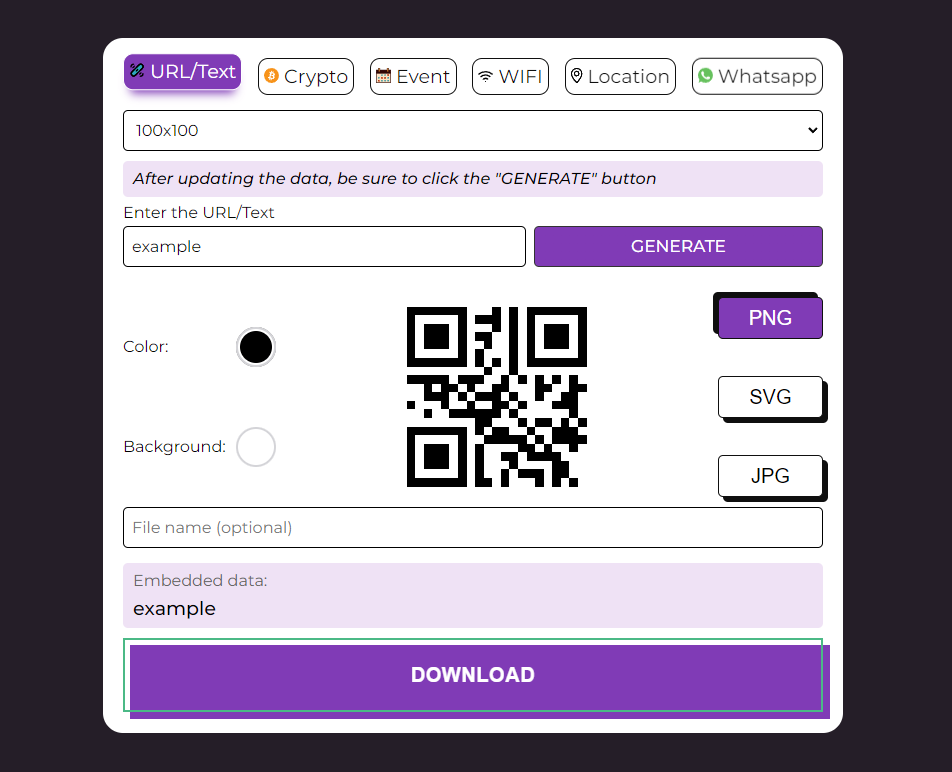 URL/Text Crypto Event WIFI Location Whatsapp
100x100
After updating the data, be sure to click the "GENERATE" button
Enter the URL/Text
example GENERATE
PNG
Color:
SVG
Background:
JPG
File name (optional)
Embedded data:
example
DOWNLOAD